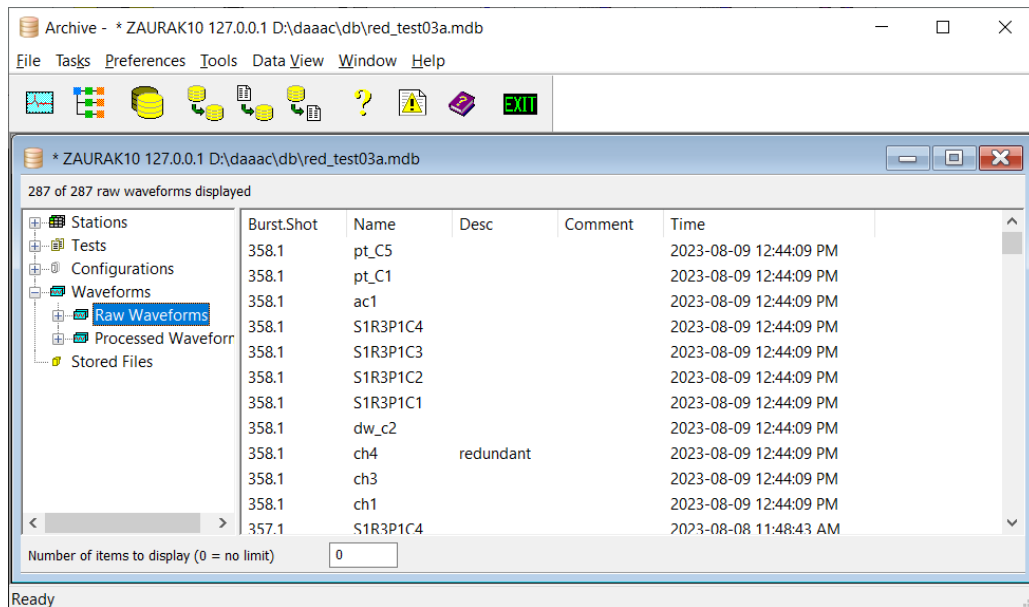 Archive - * ZAURAK10 127.0.0.1 D:\daaac\db\red_test03a.mdb
File Tasks Preferences Tools Data View Window Help
EXIT
* ZAURAK10 127.0.0.1 D:\daaac\db\red_test03a.mdb
287 of 287 raw waveforms displayed
Stations
Tests
Configurations
Waveforms
Raw Waveforms
Processed Waveforr
Stored Files
Burst.Shot Name Desc Comment Time
358.1 pt_C5 2023-08-09 12:44:09 PM
358.1 pt_C1 2023-08-09 12:44:09 PM
358.1 ac1 2023-08-09 12:44:09 PM
358.1 S1R3P1C4 2023-08-09 12:44:09 PM
358.1 S1R3P1C3 2023-08-09 12:44:09 PM
358.1 S1R3P1C2 2023-08-09 12:44:09 PM
358.1 S1R3P1C1 2023-08-09 12:44:09 PM
358.1 dw_c2 2023-08-09 12:44:09 PM
358.1 ch4 redundant 2023-08-09 12:44:09 PM
358.1 ch3 2023-08-09 12:44:09 PM
358.1 ch1 2023-08-09 12:44:09 PM
357.1 S1R3P1C4 2023-08-08 11:48:43 AM
Number of items to display (0 = no limit) 0
Ready